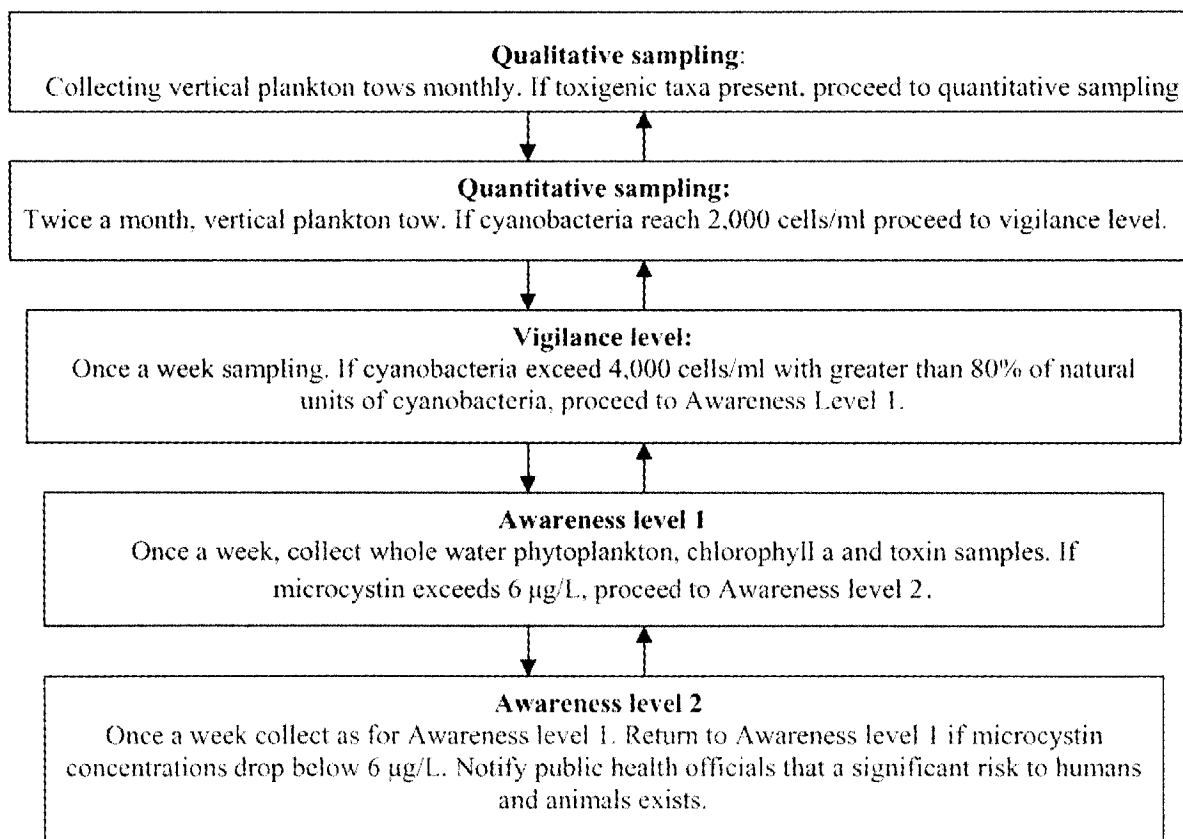 Qualitative sampling:
Collecting vertical plankton tows monthly. If toxigenic taxa present, proceed to quantitative sampling
Quantitative sampling:
Twice a month, vertical plankton tow. If cyanobacteria reach 2,000 cells/ml proceed to vigilance level.
Vigilance level:
Once a week sampling. If cyanobacteria exceed 4,000 cells/ml with greater than 80% of natural
units of cyanobacteria, proceed to Awareness Level 1.
Awareness level 1
Once a week, collect whole water phytoplankton, chlorophyll a and toxin samples. If
microcystin exceeds 6 μg/L, proceed to Awareness level 2.
Awareness level 2
Once a week collect as for Awareness level 1. Return to Awareness level 1 if microcystin
concentrations drop below 6 μg/L. Notify public health officials that a significant risk to humans
and animals exists.